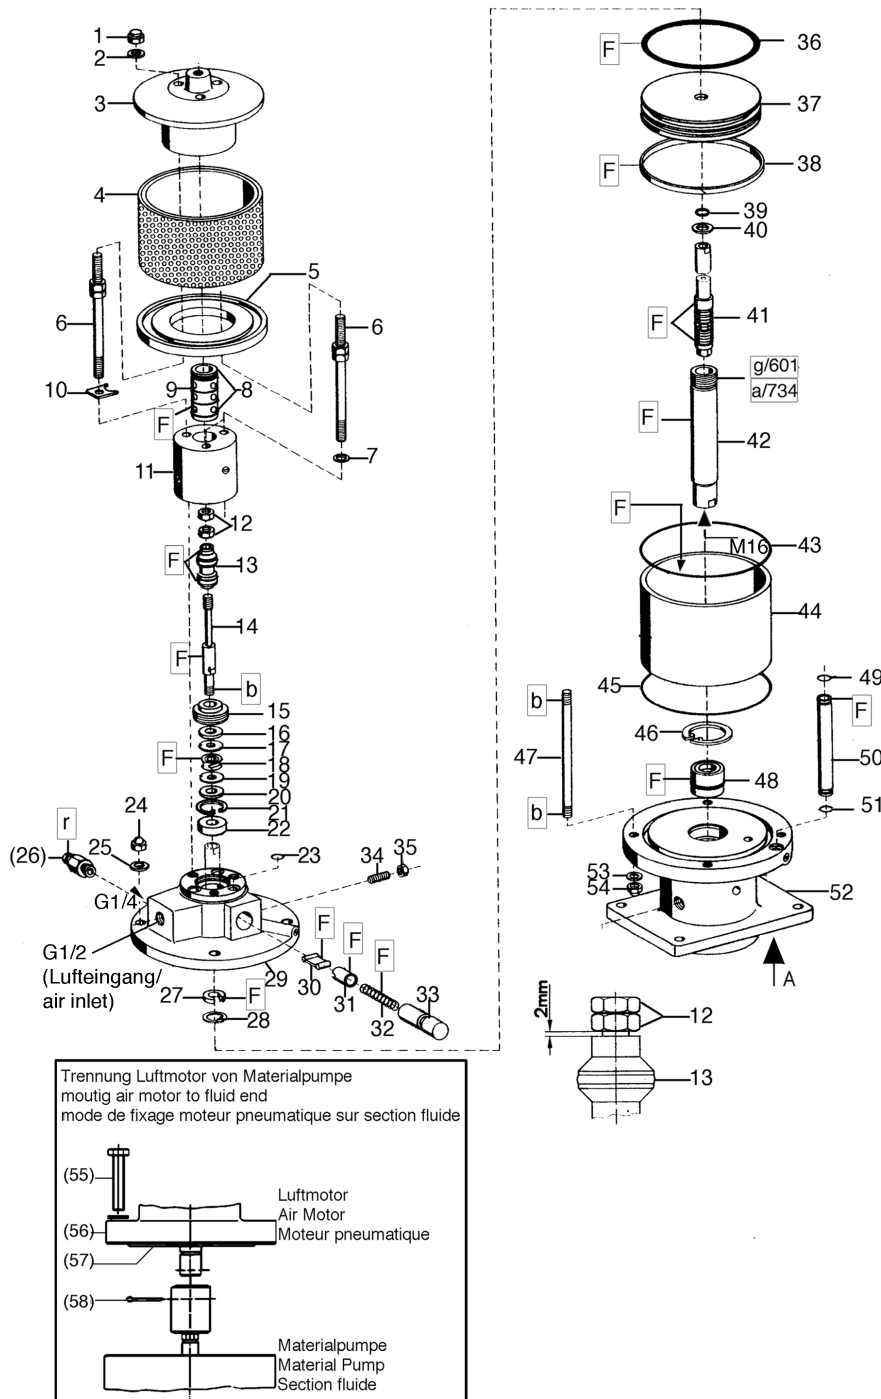 1
2
3
4
5
6
6
7
8
9
10
F
11
12
F
13
14
F
b
15
16
17
F
18
19
20
21
22
r
(26)
24
25
23
34
35
G1/4
G1/2
(Lufteingang/
air inlet)
29
F
30
F
31
F
32
33
27
F
28
F
36
37
F
38
39
40
F
41
g/601
a/734
F
42
F
M16
43
44
45
46
b
47
b
F
48
49
F
50
51
53
54
52
A
2mm
12
13
Trennung Luftmotor von Materialpumpe
moutig air motor to fluid end
mode de fixage moteur pneumatique sur section fluide
(55)
(56)
(57)
(58)
Luftmotor
Air Motor
Moteur pneumatique
Materialpumpe
Material Pump
Section fluide